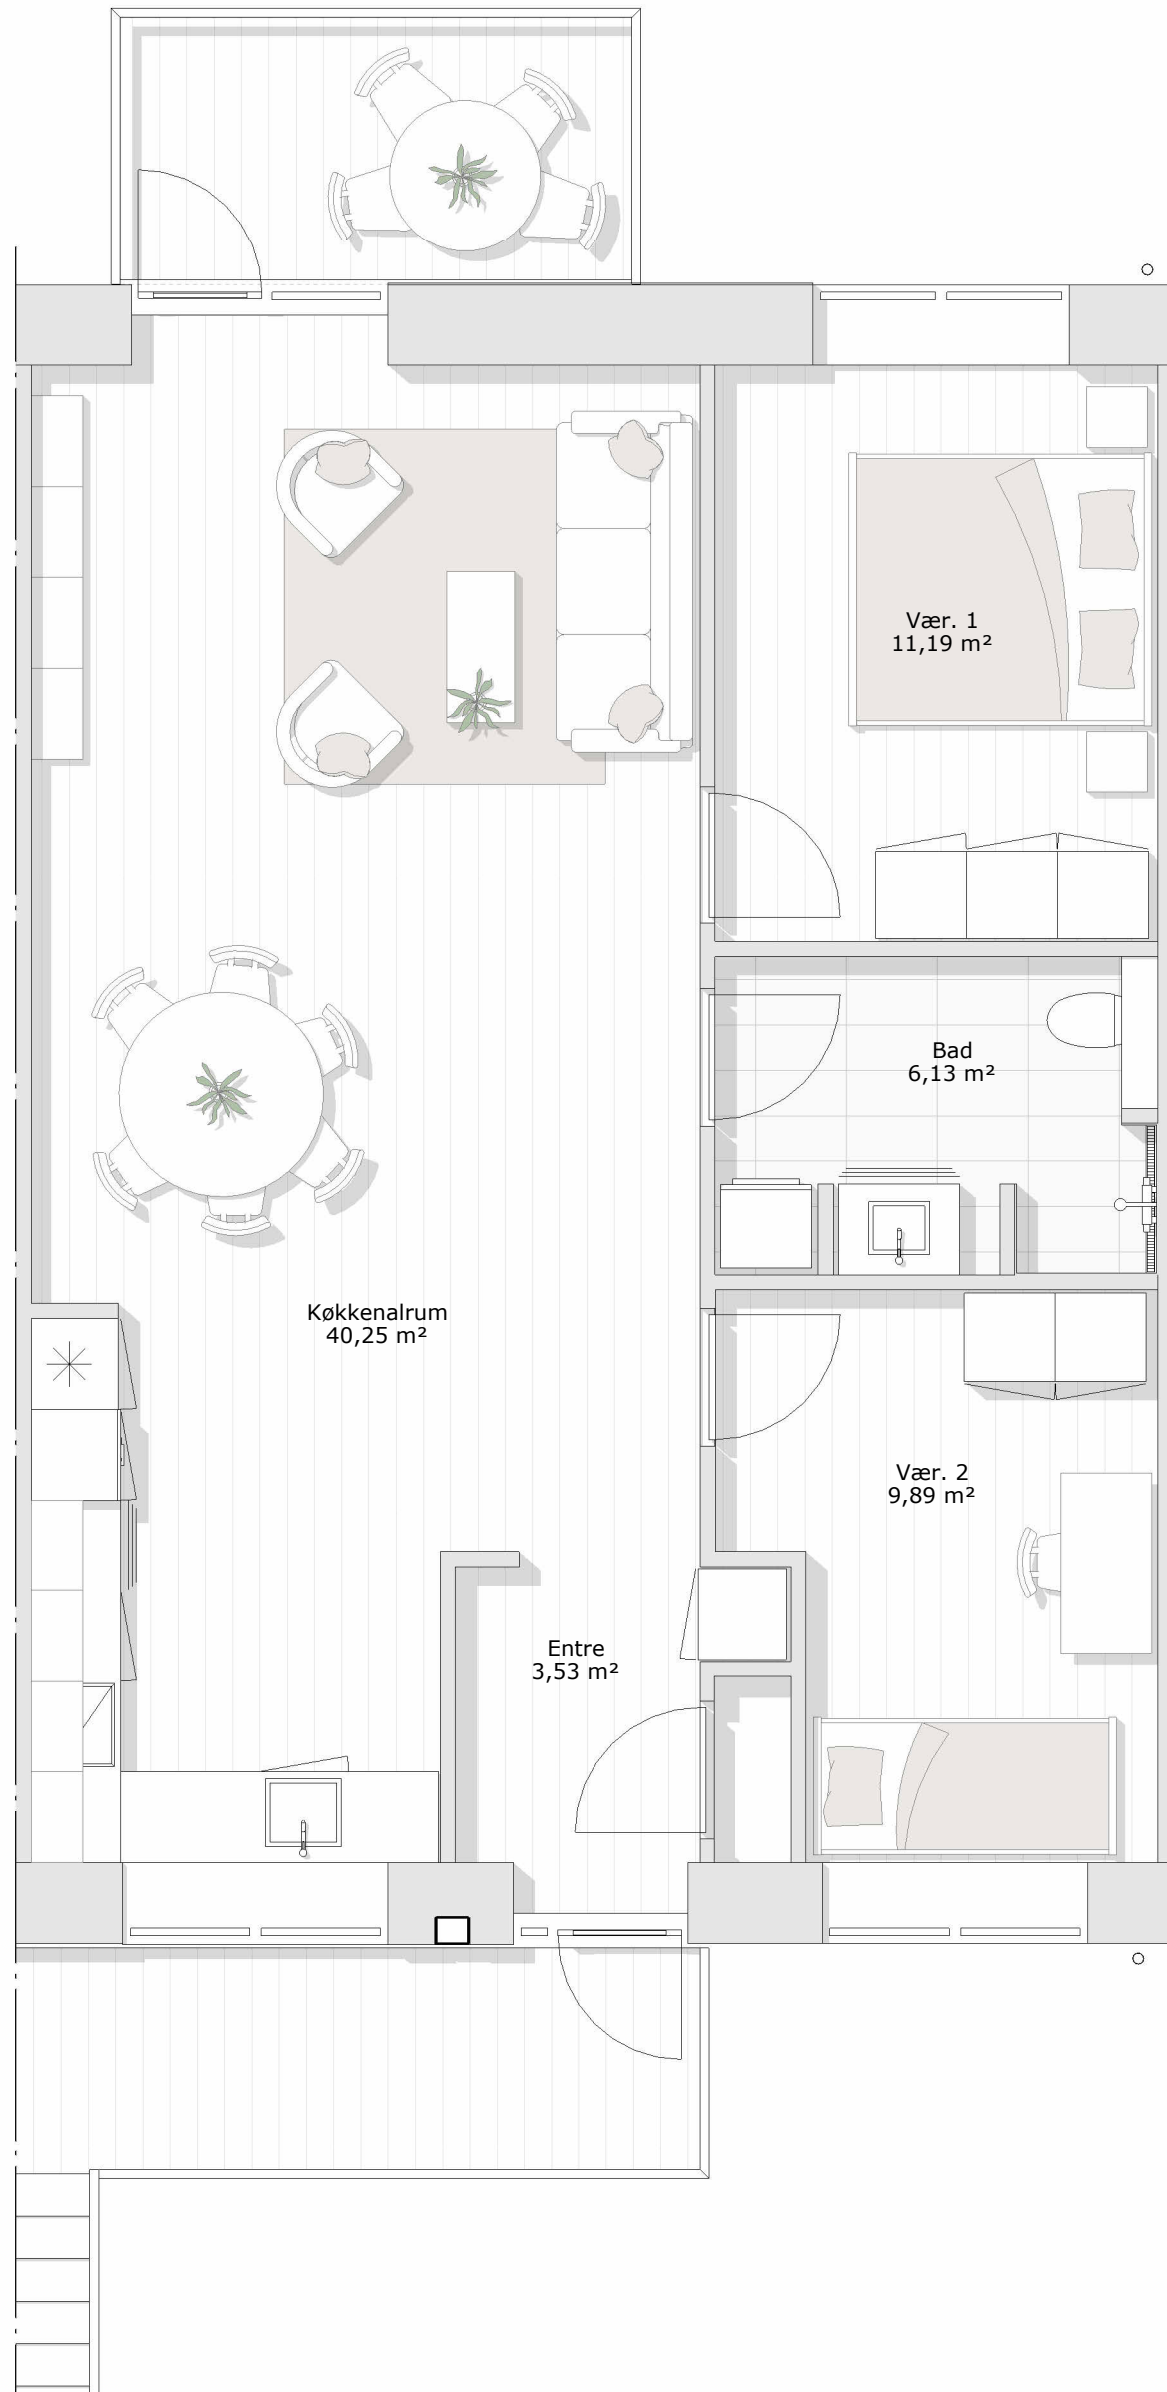 Vær. 1
11,19 m²
Bad
6,13 m²
Køkkenalrum
40,25 m²
Vær. 2
9,89 m²
Entre
3,53 m²